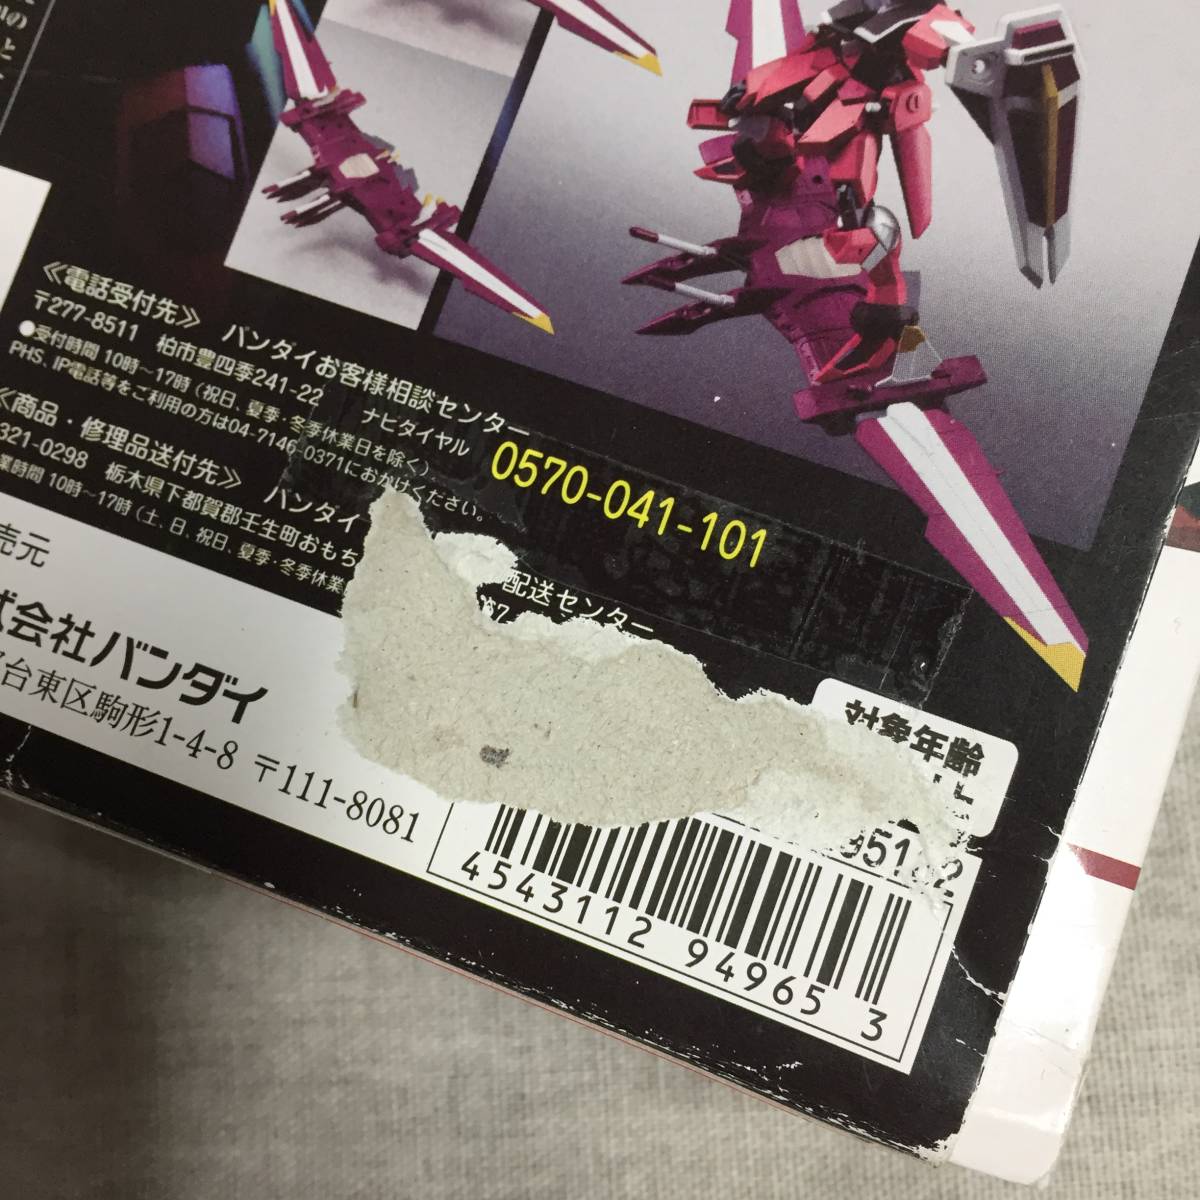 の
と
《電話受付先》 バンダイお客様相談センター
〒277-8511 柏市豊四季241-22 ナビダイヤル 0570-041-101
●受付時間 10時〜17時(祝日、夏季・冬季休業日を除く)
PHS、IP電話等をご利用の方は04-7146-0371におかけください。
《商品・修理品送付先》 バンダイ 配送センター
321-0298 栃木県下都賀郡壬生町おもち
業時間 10時〜17時(土、日、祝日、夏季・冬季休業
売元
式会社バンダイ
台東区駒形1-4-8 〒111-8081
対象年齢
4543112 949653